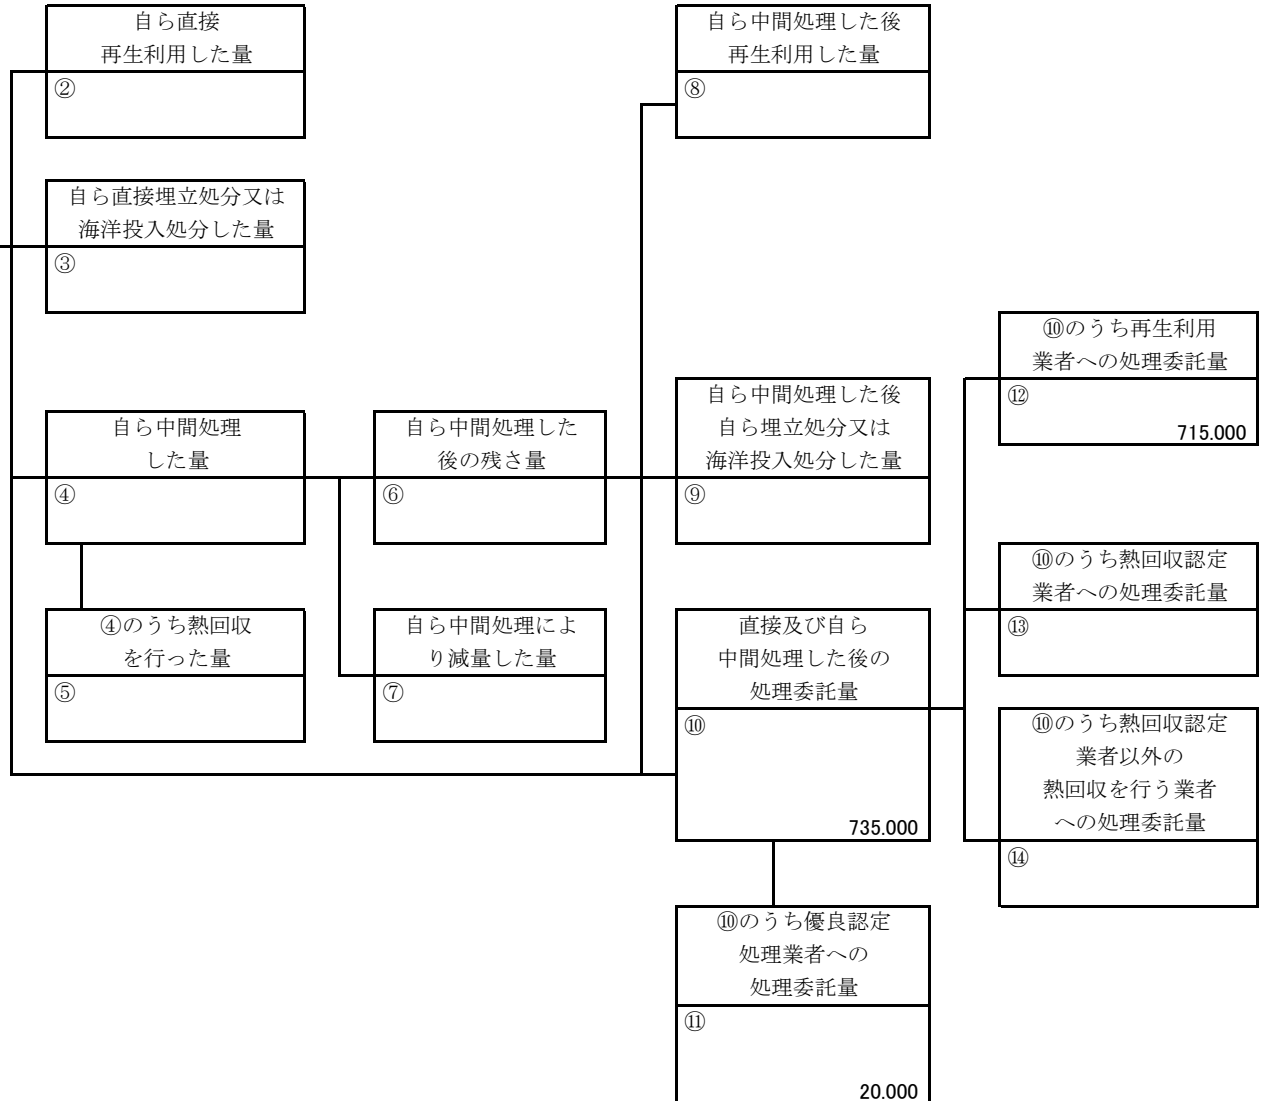 自ら直接
再生利用した量
②
自ら中間処理した後
再生利用した量
⑧
自ら直接埋立処分又は
海洋投入処分した量
③
⑩のうち再生利用
業者への処理委託量
⑫
715.000
自ら中間処理
した量
④
自ら中間処理した
後の残さ量
⑥
自ら中間処理した後
自ら埋立処分又は
海洋投入処分した量
⑨
⑩のうち熱回収認定
業者への処理委託量
⑬
④のうち熱回収
を行った量
⑤
自ら中間処理によ
り減量した量
⑦
直接及び自ら
中間処理した後の
処理委託量
⑩
735.000
⑩のうち熱回収認定
業者以外の
熱回収を行う業者
への処理委託量
⑭
⑩のうち優良認定
処理業者への
処理委託量
⑪
20.000